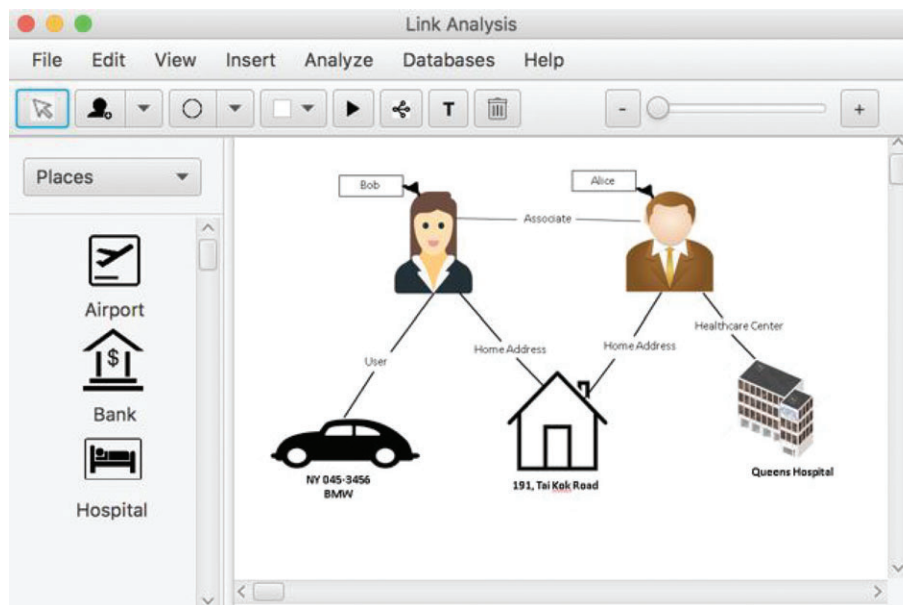 Link Analysis
File Edit View Insert Analyze Databases Help
T
- +
Places
Airport
$
Bank
Hospital
Bob
Alice
Associate
User
Home Address
Home Address
Healthcare Center
NY 045-3456
BMW
191, Tai Kok Road
Queens Hospital